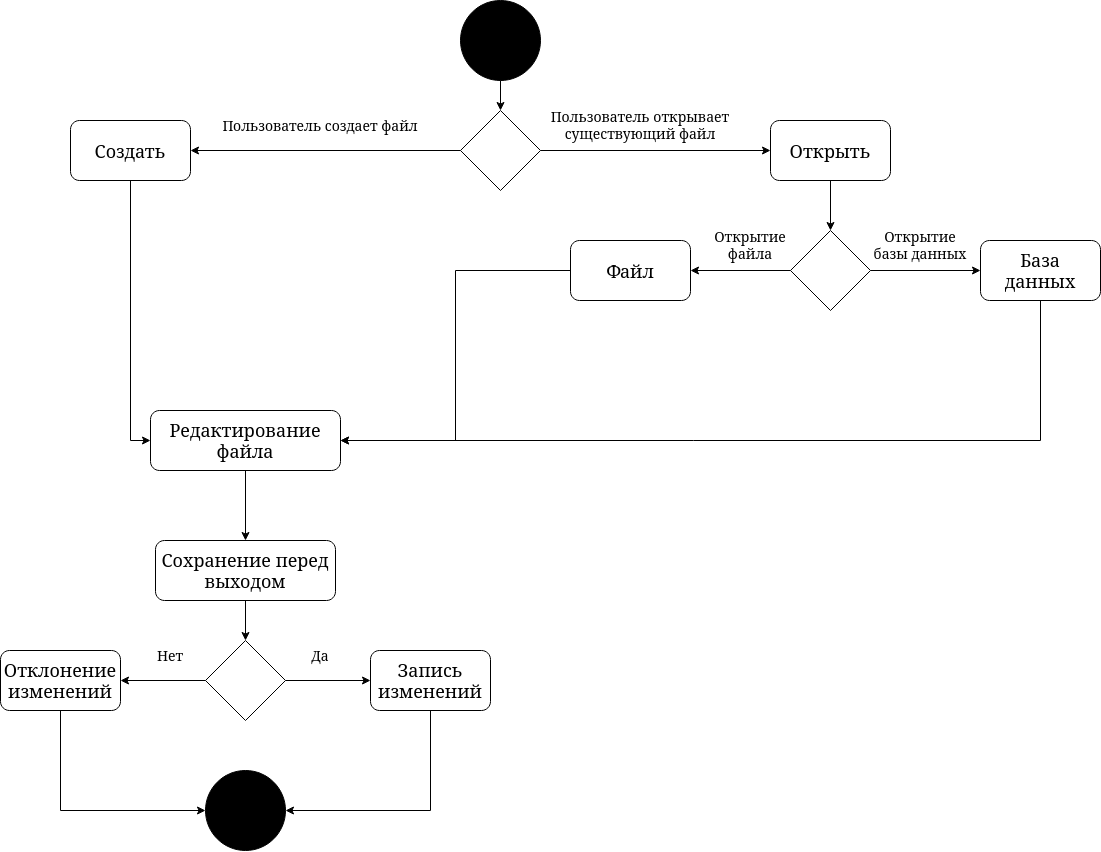 Пользователь создает файл
Пользователь открывает
существующий файл
Создать
Открыть
Открытие
файла
Открытие
базы данных
Файл
База
данных
Редактирование
файла
Сохранение перед
выходом
Нет
Да
Отклонение
изменений
Запись
изменений